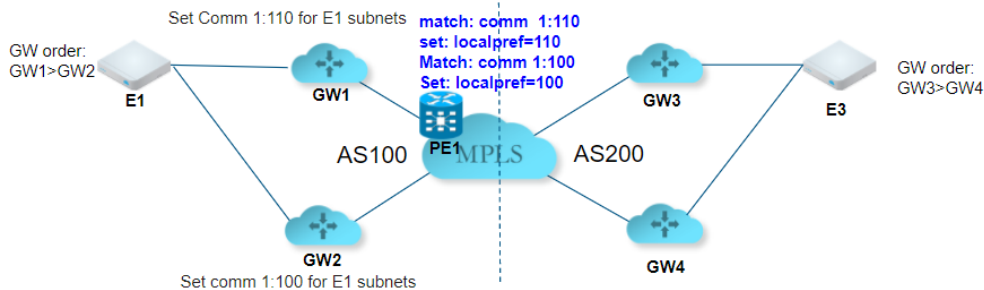 Set Comm 1:110 for E1 subnets
match: comm 1:110
set: localpref=110
Match: comm 1:100
Set: localpref=100
GW order:
GW1>GW2
E1
GW1
GW3
GW order:
GW3>GW4
E3
PE1
AS100
MPLS
AS200
GW2
GW4
Set comm 1:100 for E1 subnets